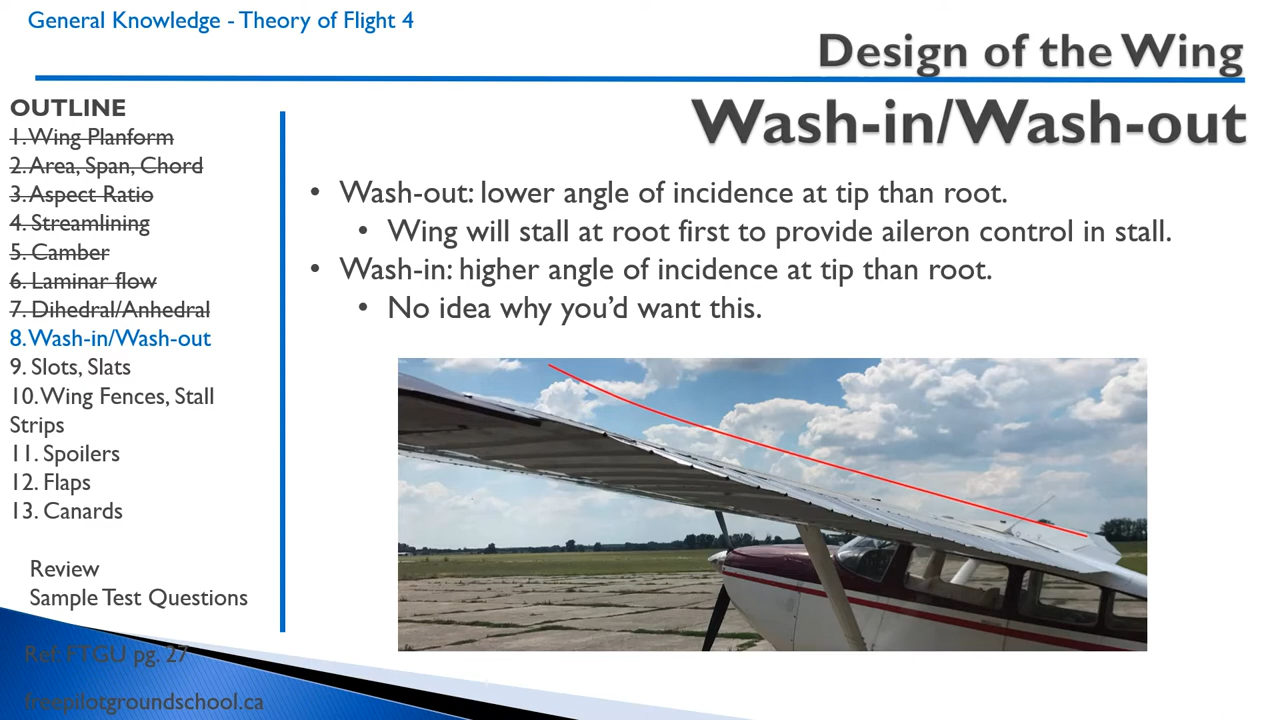 General Knowledge - Theory of Flight 4
Design of the Wing
Wash-in/Wash-out
OUTLINE
1. Wing Planform
2. Area, Span, Chord
3. Aspect Ratio
4. Streamlining
5. Camber
6. Laminar flow
7. Dihedral/Anhedral
8. Wash-in/Wash-out
9. Slots, Slats
10. Wing Fences, Stall
Strips
11. Spoilers
12. Flaps
13. Canards
Review
Sample Test Questions
Ref: FTGU pg. 27
freepilotgroundschool.ca
• Wash-out: lower angle of incidence at tip than root.
• Wing will stall at root first to provide aileron control in stall.
• Wash-in: higher angle of incidence at tip than root.
• No idea why you’d want this.